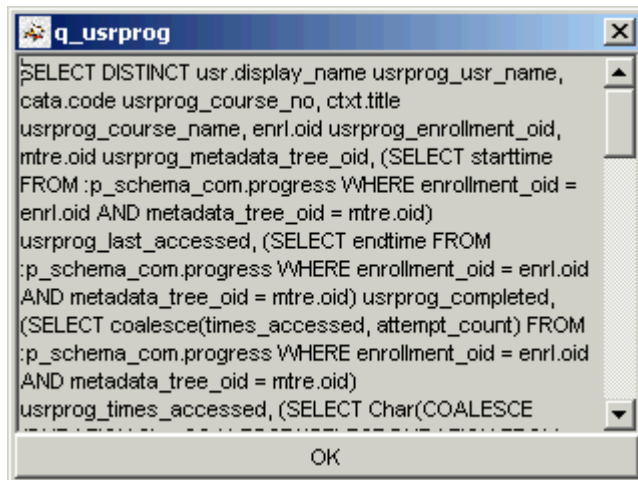 q_usrprog
SELECT DISTINCT usr.display_name usrprog_usr_name,
cata.code usrprog_course_no, ctxt.title
usrprog_course_name, enrl.oid usrprog_enrollment_oid,
mtre.oid usrprog_metadata_tree_oid, (SELECT starttime
FROM :p_schema_com.progress WHERE enrollment_oid =
enrl.oid AND metadata_tree_oid = mtre.oid)
usrprog_last_accessed, (SELECT endtime FROM
:p_schema_com.progress WHERE enrollment_oid = enrl.oid
AND metadata_tree_oid = mtre.oid) usrprog_completed,
(SELECT coalesce(times_accessed, attempt_count) FROM
:p_schema_com.progress WHERE enrollment_oid = enrl.oid
AND metadata_tree_oid = mtre.oid)
usrprog_times_accessed, (SELECT Char(COALESCE
OK